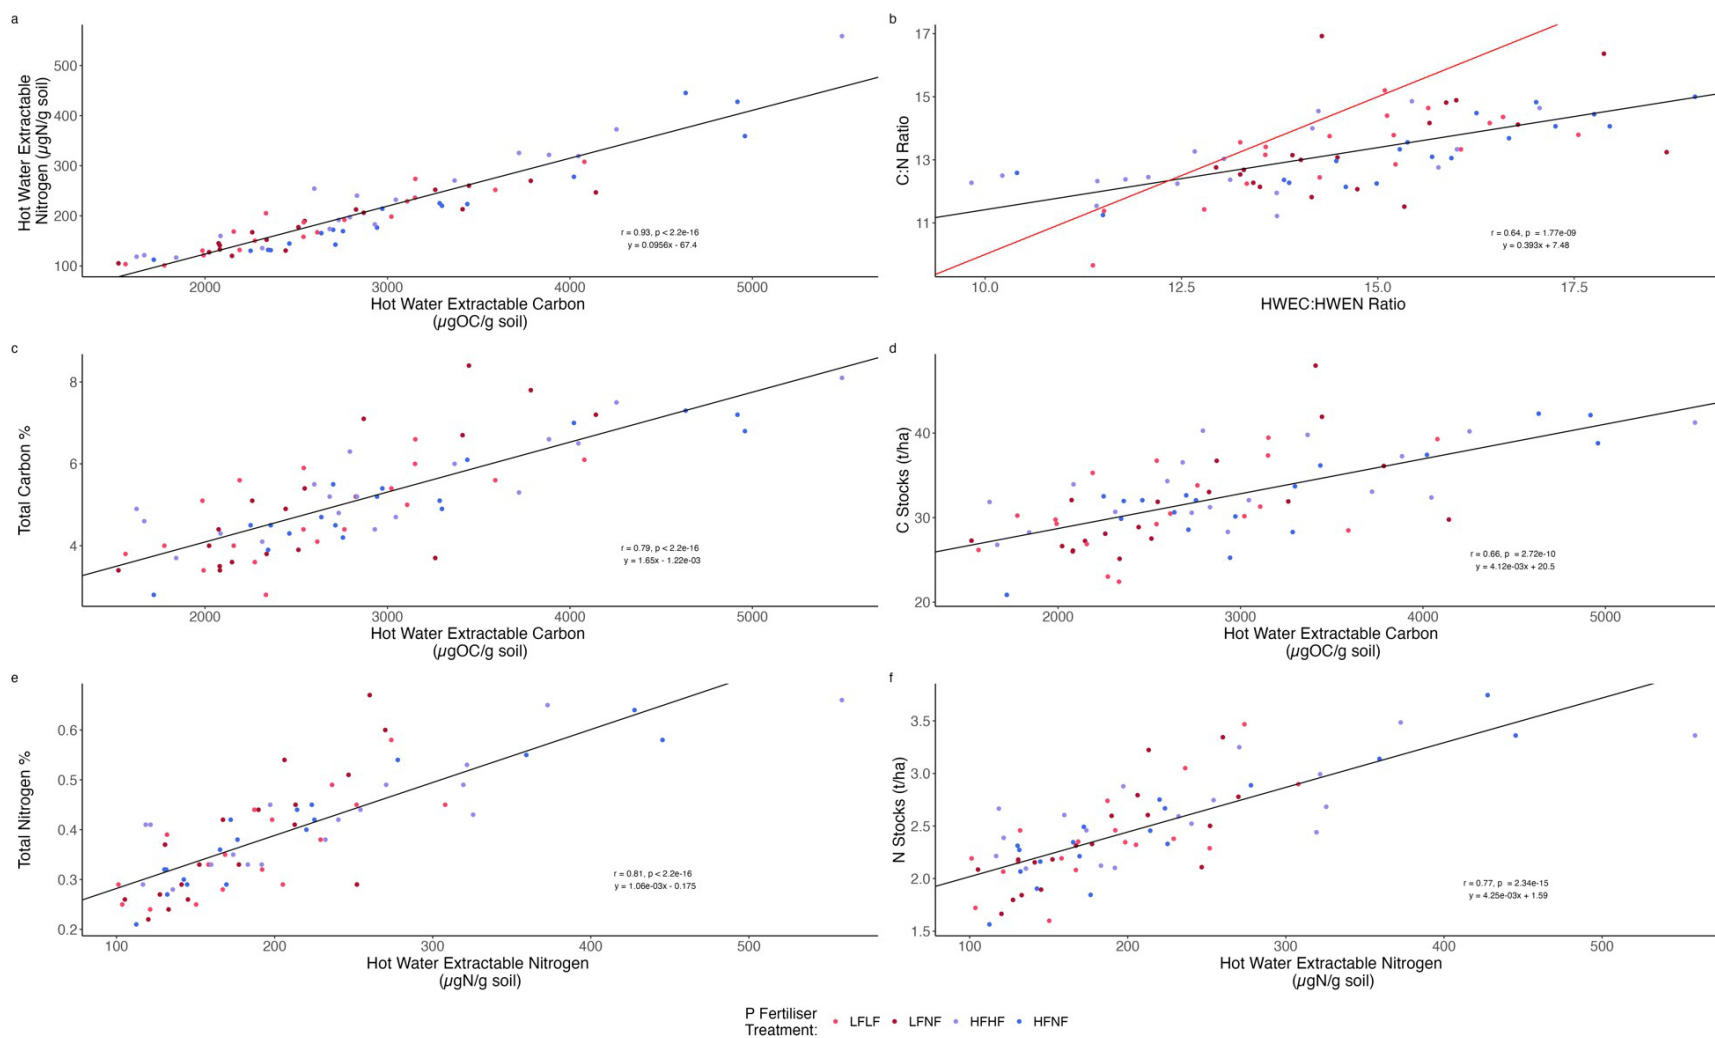 a
Hot Water Extractable
Nitrogen (µgN/g soil)
500
400
300
200
100
r = 0.93, p < 2.2e-16
y = 0.0956x - 67.4
2000
3000
4000
5000
Hot Water Extractable Carbon
(µgOC/g soil)
b
C:N Ratio
17
15
13
11
r = 0.64, p = 1.77e-09
y = 0.393x + 7.48
10.0
12.5
15.0
17.5
HWEC:HWEN Ratio
c
Total Carbon %
8
6
4
r = 0.79, p < 2.2e-16
y = 1.65x - 1.22e-03
2000
3000
4000
5000
Hot Water Extractable Carbon
(µgOC/g soil)
d
C Stocks (t/ha)
40
30
20
r = 0.66, p = 2.72e-10
y = 4.12e-03x + 20.5
2000
3000
4000
5000
Hot Water Extractable Carbon
(µgOC/g soil)
e
Total Nitrogen %
0.6
0.5
0.4
0.3
0.2
r = 0.81, p < 2.2e-16
y = 1.06e-03x - 0.175
100
200
300
400
500
Hot Water Extractable Nitrogen
(µgN/g soil)
f
N Stocks (t/ha)
3.5
3.0
2.5
2.0
1.5
r = 0.77, p = 2.34e-15
y = 4.25e-03x + 1.59
100
200
300
400
500
Hot Water Extractable Nitrogen
(µgN/g soil)
P Fertiliser
Treatment:
LFLF
LFNF
HFHF
HFNF